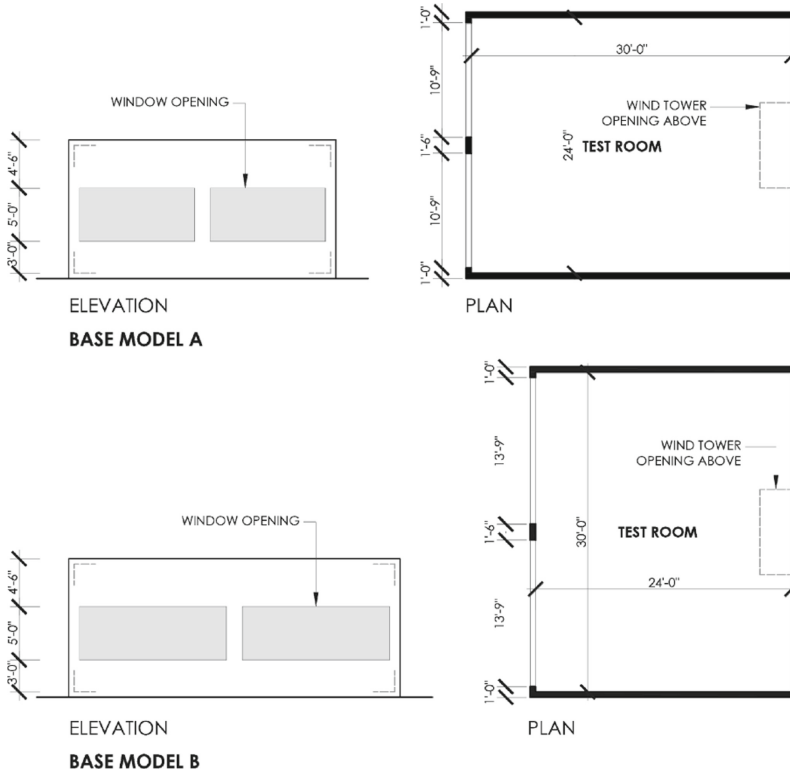 WINDOW OPENING
4'-6"
5'-0"
3'-0"
ELEVATION
BASE MODEL A
1'-0"
10'-9"
1'-6"
10'-9"
1'-0"
30'-0"
24'-0"
WIND TOWER
OPENING ABOVE
TEST ROOM
PLAN
WINDOW OPENING
4'-6"
5'-0"
3'-0"
ELEVATION
BASE MODEL B
1'-0"
13'-9"
1'-6"
13'-9"
1'-0"
30'-0"
WIND TOWER
OPENING ABOVE
TEST ROOM
24'-0"
PLAN